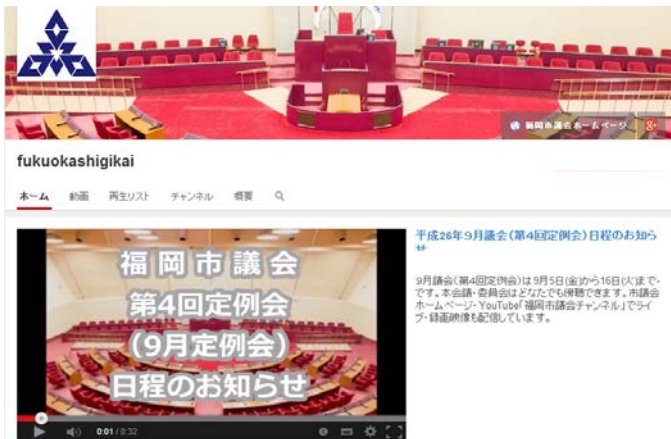 福岡市議会ホームページ
fukuokashigikai
ホーム 動画 再生リスト チャンネル 概要
福岡市議会
第4回定例会
(9月定例会)
日程のお知らせ
0:01 / 0:32
平成26年9月議会(第4回定例会)日程のお知ら
せ
9月議会(第4回定例会)は9月5日(金)から16日(火)まで
です。本会議・委員会はどなたでも傍聴できます。市議会
ホームページ・YouTube「福岡市議会チャンネル」でライ
ブ・録画映像も配信しています。